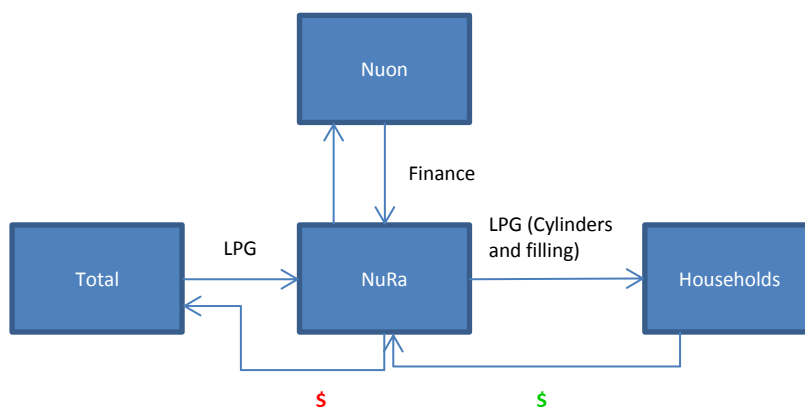 Nuon
Finance
LPG
LPG (Cylinders
and filling)
Total
NuRa
Households
$
$